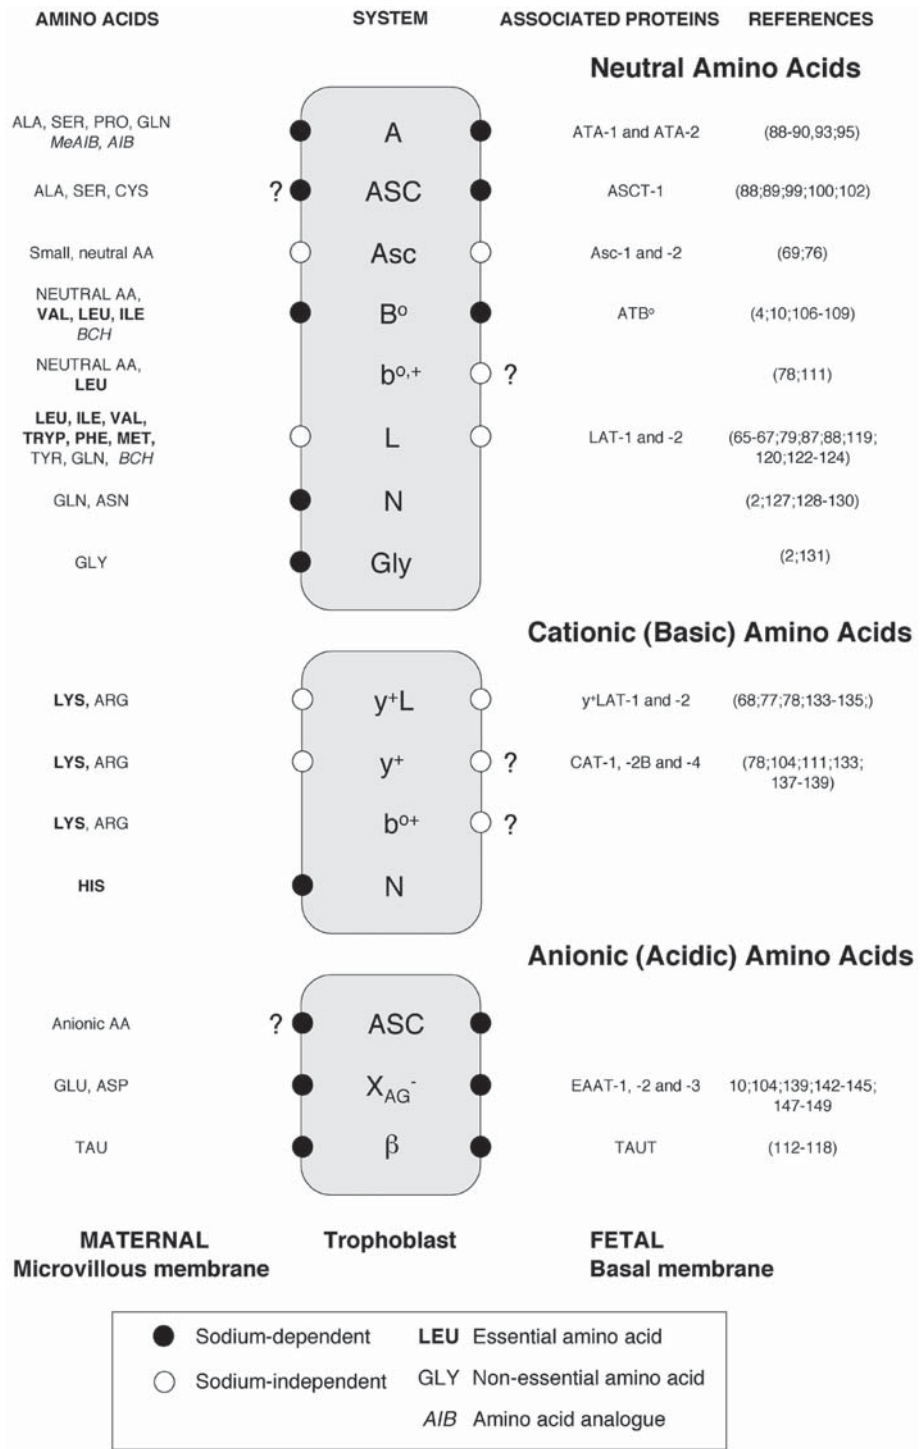 AMINO ACIDS SYSTEM ASSOCIATED PROTEINS REFERENCES
Neutral Amino Acids
ALA, SER, PRO, GLN
MeAIB, AIB
A ATA-1 and ATA-2 (88-90,93;95)
ALA, SER, CYS ? ASC ASCT-1 (88;89;99;100;102)
Small, neutral AA Asc Asc-1 and -2 (69;76)
NEUTRAL AA,
VAL, LEU, ILE
BCH
Bº ATBº (4;10;106-109)
NEUTRAL AA,
LEU
bº,⁺ ? (78;111)
LEU, ILE, VAL,
TRYP, PHE, MET,
TYR, GLN, BCH
L LAT-1 and -2 (65-67;79;87;88;119;
120;122-124)
GLN, ASN N (2;127;128-130)
GLY Gly (2;131)
Cationic (Basic) Amino Acids
LYS, ARG y⁺L y⁺LAT-1 and -2 (68;77;78;133-135;)
LYS, ARG y⁺ ? CAT-1, -2B and -4 (78;104;111;133;
137-139)
LYS, ARG bº⁺ ?
HIS N
Anionic (Acidic) Amino Acids
Anionic AA ? ASC
GLU, ASP X_AG⁻ EAAT-1, -2 and -3 10;104;139;142-145;
147-149
TAU β TAUT (112-118)
MATERNAL Trophoblast FETAL
Microvillous membrane Basal membrane
Sodium-dependent LEU Essential amino acid
Sodium-independent GLY Non-essential amino acid
AIB Amino acid analogue